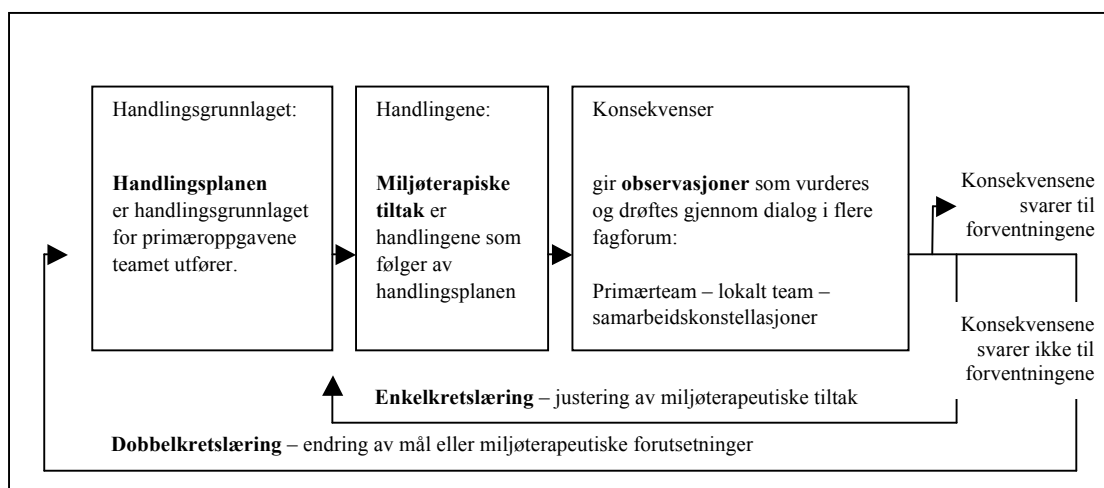 Handlingsgrunnlaget:
Handlingsplanen
er handlingsgrunnlaget
for primæroppgavene
teamet utfører.
Handlingene:
Miljøterapiske
tiltak er
handlingene som
følger av
handlingsplanen
Konsekvenser
gir observasjoner som vurderes
og drøftes gjennom dialog i flere
fagforum:
Primærteam – lokalt team –
samarbeidskonstellasjoner
Konsekvensene
svarer til
forventningene
Konsekvensene
svarer ikke til
forventningene
Enkelkretslæring – justering av miljøterapeutiske tiltak
Dobbelkretslæring – endring av mål eller miljøterapeutiske forutsetninger